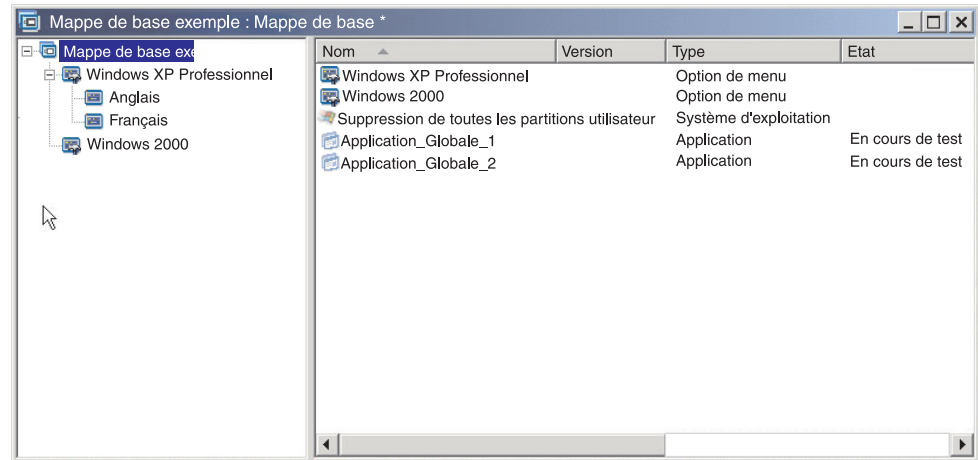 Mappe de base exemple : Mappe de base *
Mappe de base exe
Windows XP Professionnel
Anglais
Français
Windows 2000
Nom Version Type Etat
Windows XP Professionnel Option de menu
Windows 2000 Option de menu
Suppression de toutes les partitions utilisateur Système d'exploitation
Application_Globale_1 Application En cours de test
Application_Globale_2 Application En cours de test